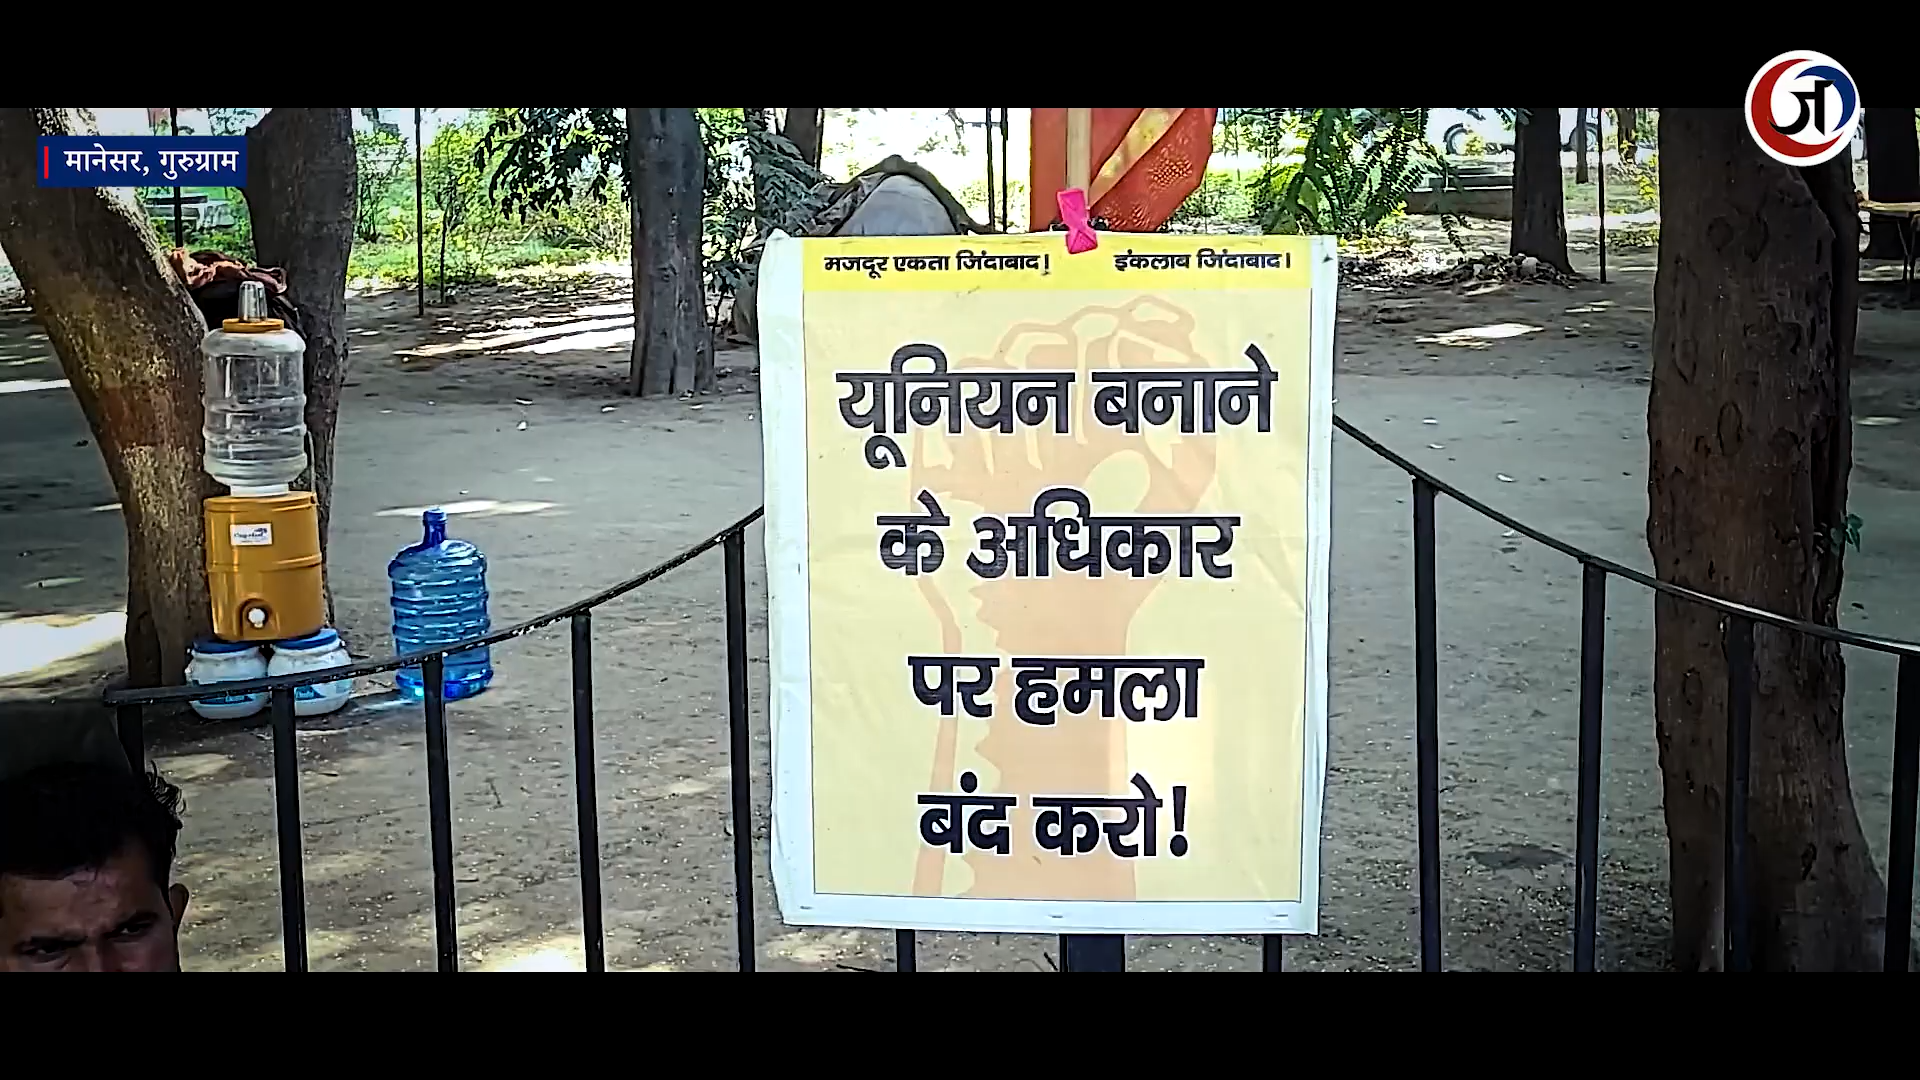 मानेसर, गुरुग्राम
ज
मजदूर एकता जिंदाबाद! इंकलाब जिंदाबाद!
यूनियन बनाने
के अधिकार
पर हमला
बंद करो!